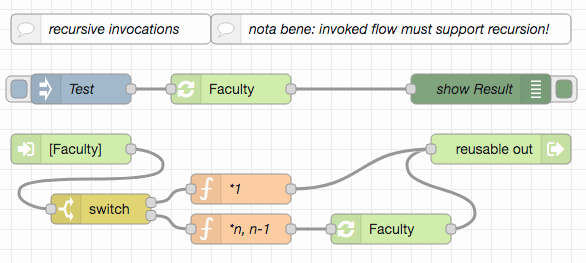 recursive invocations
nota bene: invoked flow must support recursion!
Test
Faculty
show Result
[Faculty]
reusable out
switch
f
*1
f
*n, n-1
Faculty